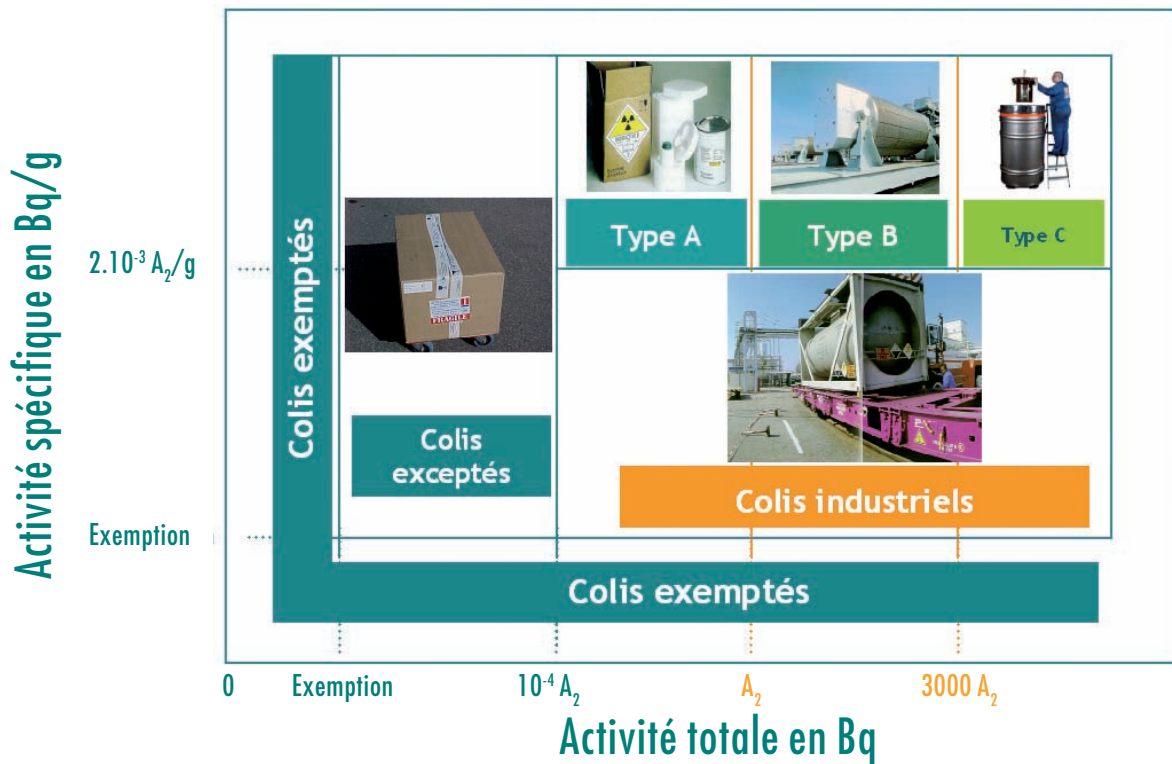 Activité spécifique en Bq/g
2.10⁻³ A₂/g
Exemption
Colis exemptés
FRAGILE
Type A
Type B
Type C
Colis
exceptés
Colis industriels
Colis exemptés
0
Exemption
10⁻⁴ A₂
A₂
3000 A₂
Activité totale en Bq